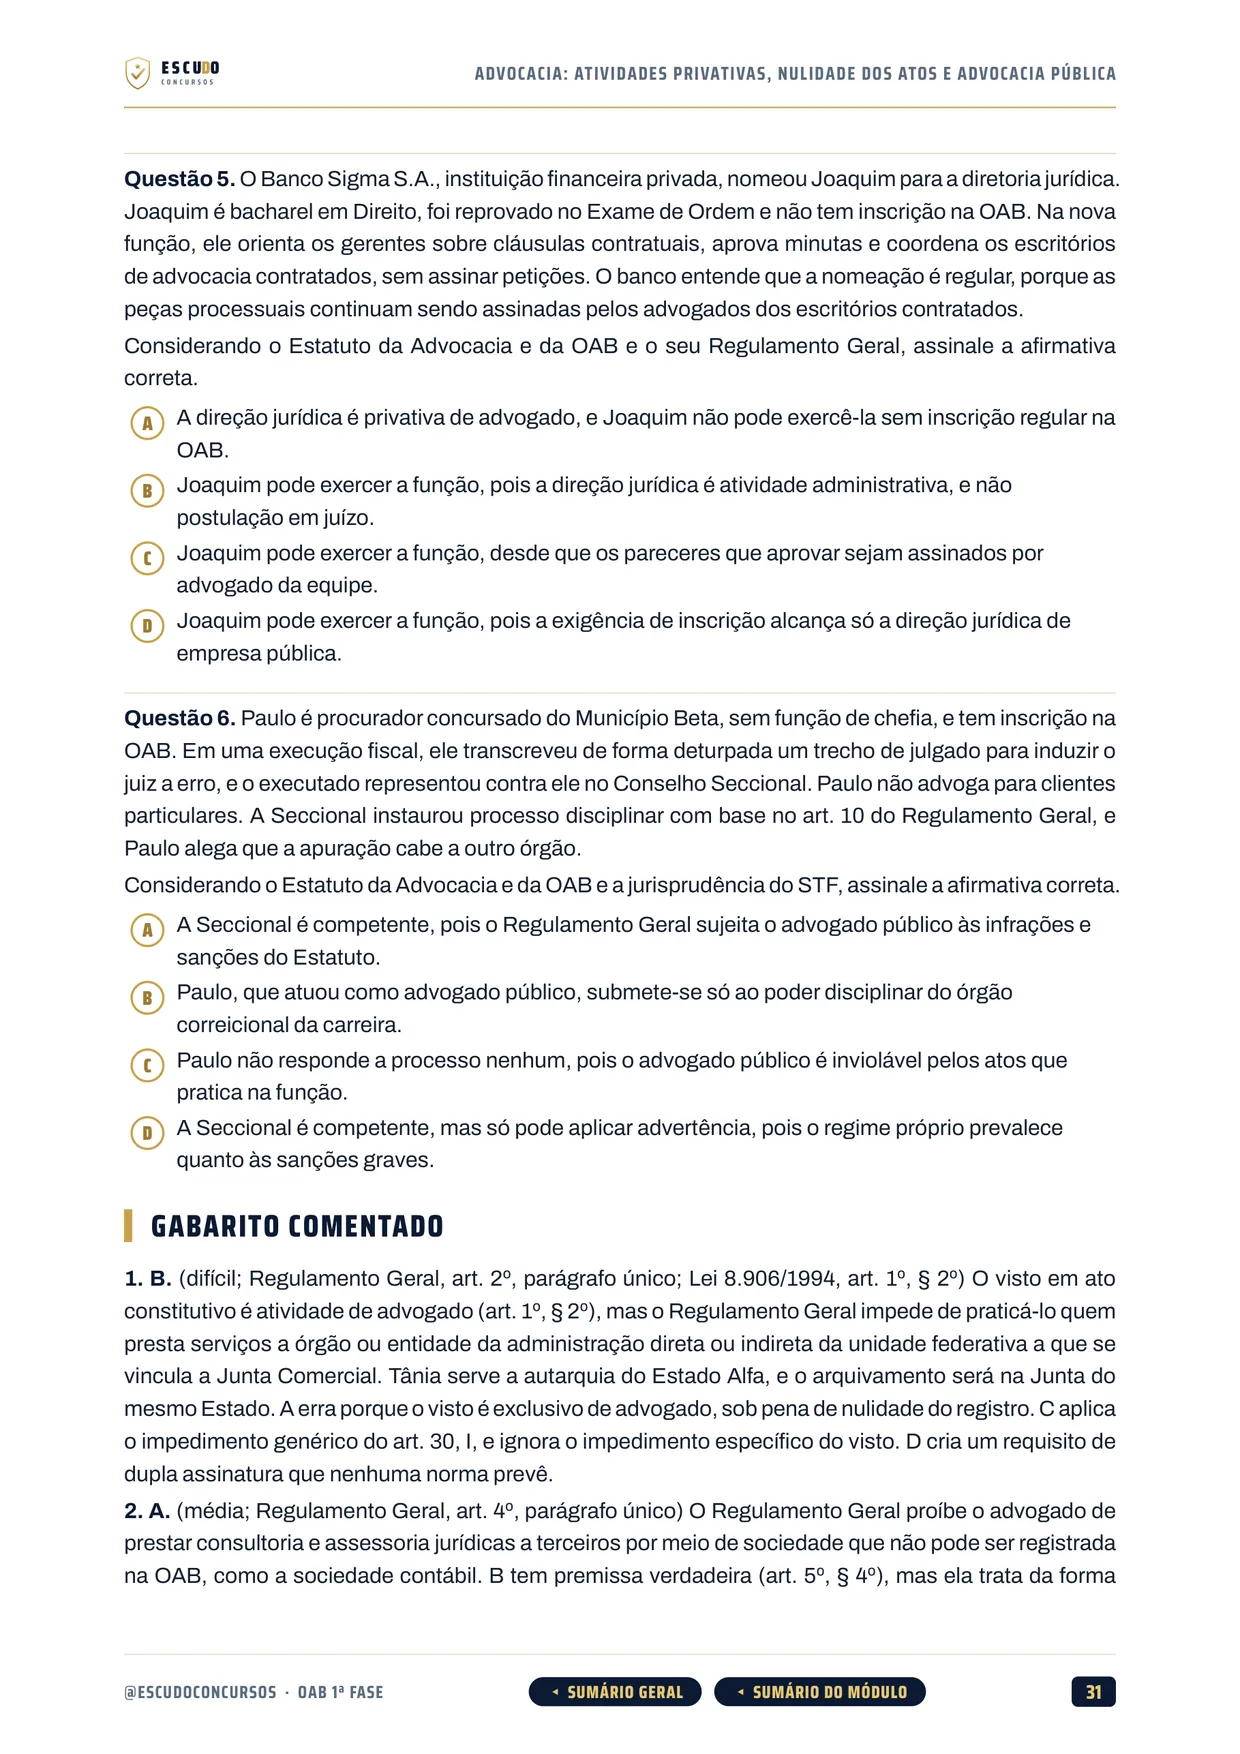 ESCUDO
CONCURSOS
ADVOCACIA: ATIVIDADES PRIVATIVAS, NULIDADE DOS ATOS E ADVOCACIA PÚBLICA
Questão 5. O Banco Sigma S.A., instituição financeira privada, nomeou Joaquim para a diretoria jurídica.
Joaquim é bacharel em Direito, foi reprovado no Exame de Ordem e não tem inscrição na OAB. Na nova
função, ele orienta os gerentes sobre cláusulas contratuais, aprova minutas e coordena os escritórios
de advocacia contratados, sem assinar petições. O banco entende que a nomeação é regular, porque as
peças processuais continuam sendo assinadas pelos advogados dos escritórios contratados.
Considerando o Estatuto da Advocacia e da OAB e o seu Regulamento Geral, assinale a afirmativa
correta.
A A direção jurídica é privativa de advogado, e Joaquim não pode exercê-la sem inscrição regular na
OAB.
B Joaquim pode exercer a função, pois a direção jurídica é atividade administrativa, e não
postulação em juízo.
C Joaquim pode exercer a função, desde que os pareceres que aprovar sejam assinados por
advogado da equipe.
D Joaquim pode exercer a função, pois a exigência de inscrição alcança só a direção jurídica de
empresa pública.
Questão 6. Paulo é procurador concursado do Município Beta, sem função de chefia, e tem inscrição na
OAB. Em uma execução fiscal, ele transcreveu de forma deturpada um trecho de julgado para induzir o
juiz a erro, e o executado representou contra ele no Conselho Seccional. Paulo não advoga para clientes
particulares. A Seccional instaurou processo disciplinar com base no art. 10 do Regulamento Geral, e
Paulo alega que a apuração cabe a outro órgão.
Considerando o Estatuto da Advocacia e da OAB e a jurisprudência do STF, assinale a afirmativa correta.
A A Seccional é competente, pois o Regulamento Geral sujeita o advogado público às infrações e
sanções do Estatuto.
B Paulo, que atuou como advogado público, submete-se só ao poder disciplinar do órgão
correicional da carreira.
C Paulo não responde a processo nenhum, pois o advogado público é inviolável pelos atos que
pratica na função.
D A Seccional é competente, mas só pode aplicar advertência, pois o regime próprio prevalece
quanto às sanções graves.
GABARITO COMENTADO
1. B. (difícil; Regulamento Geral, art. 2º, parágrafo único; Lei 8.906/1994, art. 1º, § 2º) O visto em ato
constitutivo é atividade de advogado (art. 1º, § 2º), mas o Regulamento Geral impede de praticá-lo quem
presta serviços a órgão ou entidade da administração direta ou indireta da unidade federativa a que se
vincula a Junta Comercial. Tânia serve a autarquia do Estado Alfa, e o arquivamento será na Junta do
mesmo Estado. A erra porque o visto é exclusivo de advogado, sob pena de nulidade do registro. C aplica
o impedimento genérico do art. 30, I, e ignora o impedimento específico do visto. D cria um requisito de
dupla assinatura que nenhuma norma prevê.
2. A. (média; Regulamento Geral, art. 4º, parágrafo único) O Regulamento Geral proíbe o advogado de
prestar consultoria e assessoria jurídicas a terceiros por meio de sociedade que não pode ser registrada
na OAB, como a sociedade contábil. B tem premissa verdadeira (art. 5º, § 4º), mas ela trata da forma
@ESCUDOCONCURSOS · OAB 1ª FASE
◂ SUMÁRIO GERAL
◂ SUMÁRIO DO MÓDULO
31